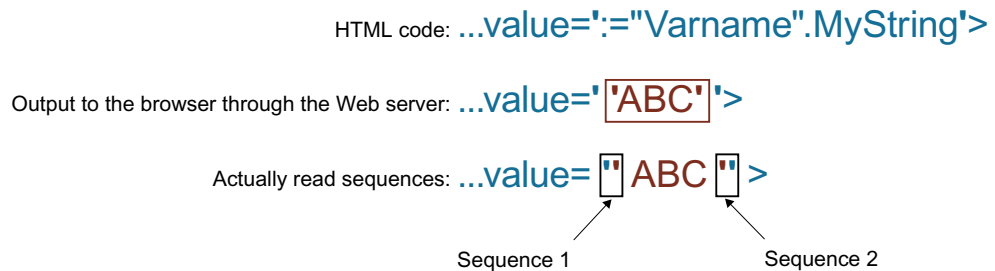 HTML code: ...value=':="Varname".MyString'>
Output to the browser through the Web server: ...value=' 'ABC' '>
Actually read sequences: ...value= '' ABC '' >
Sequence 1 Sequence 2